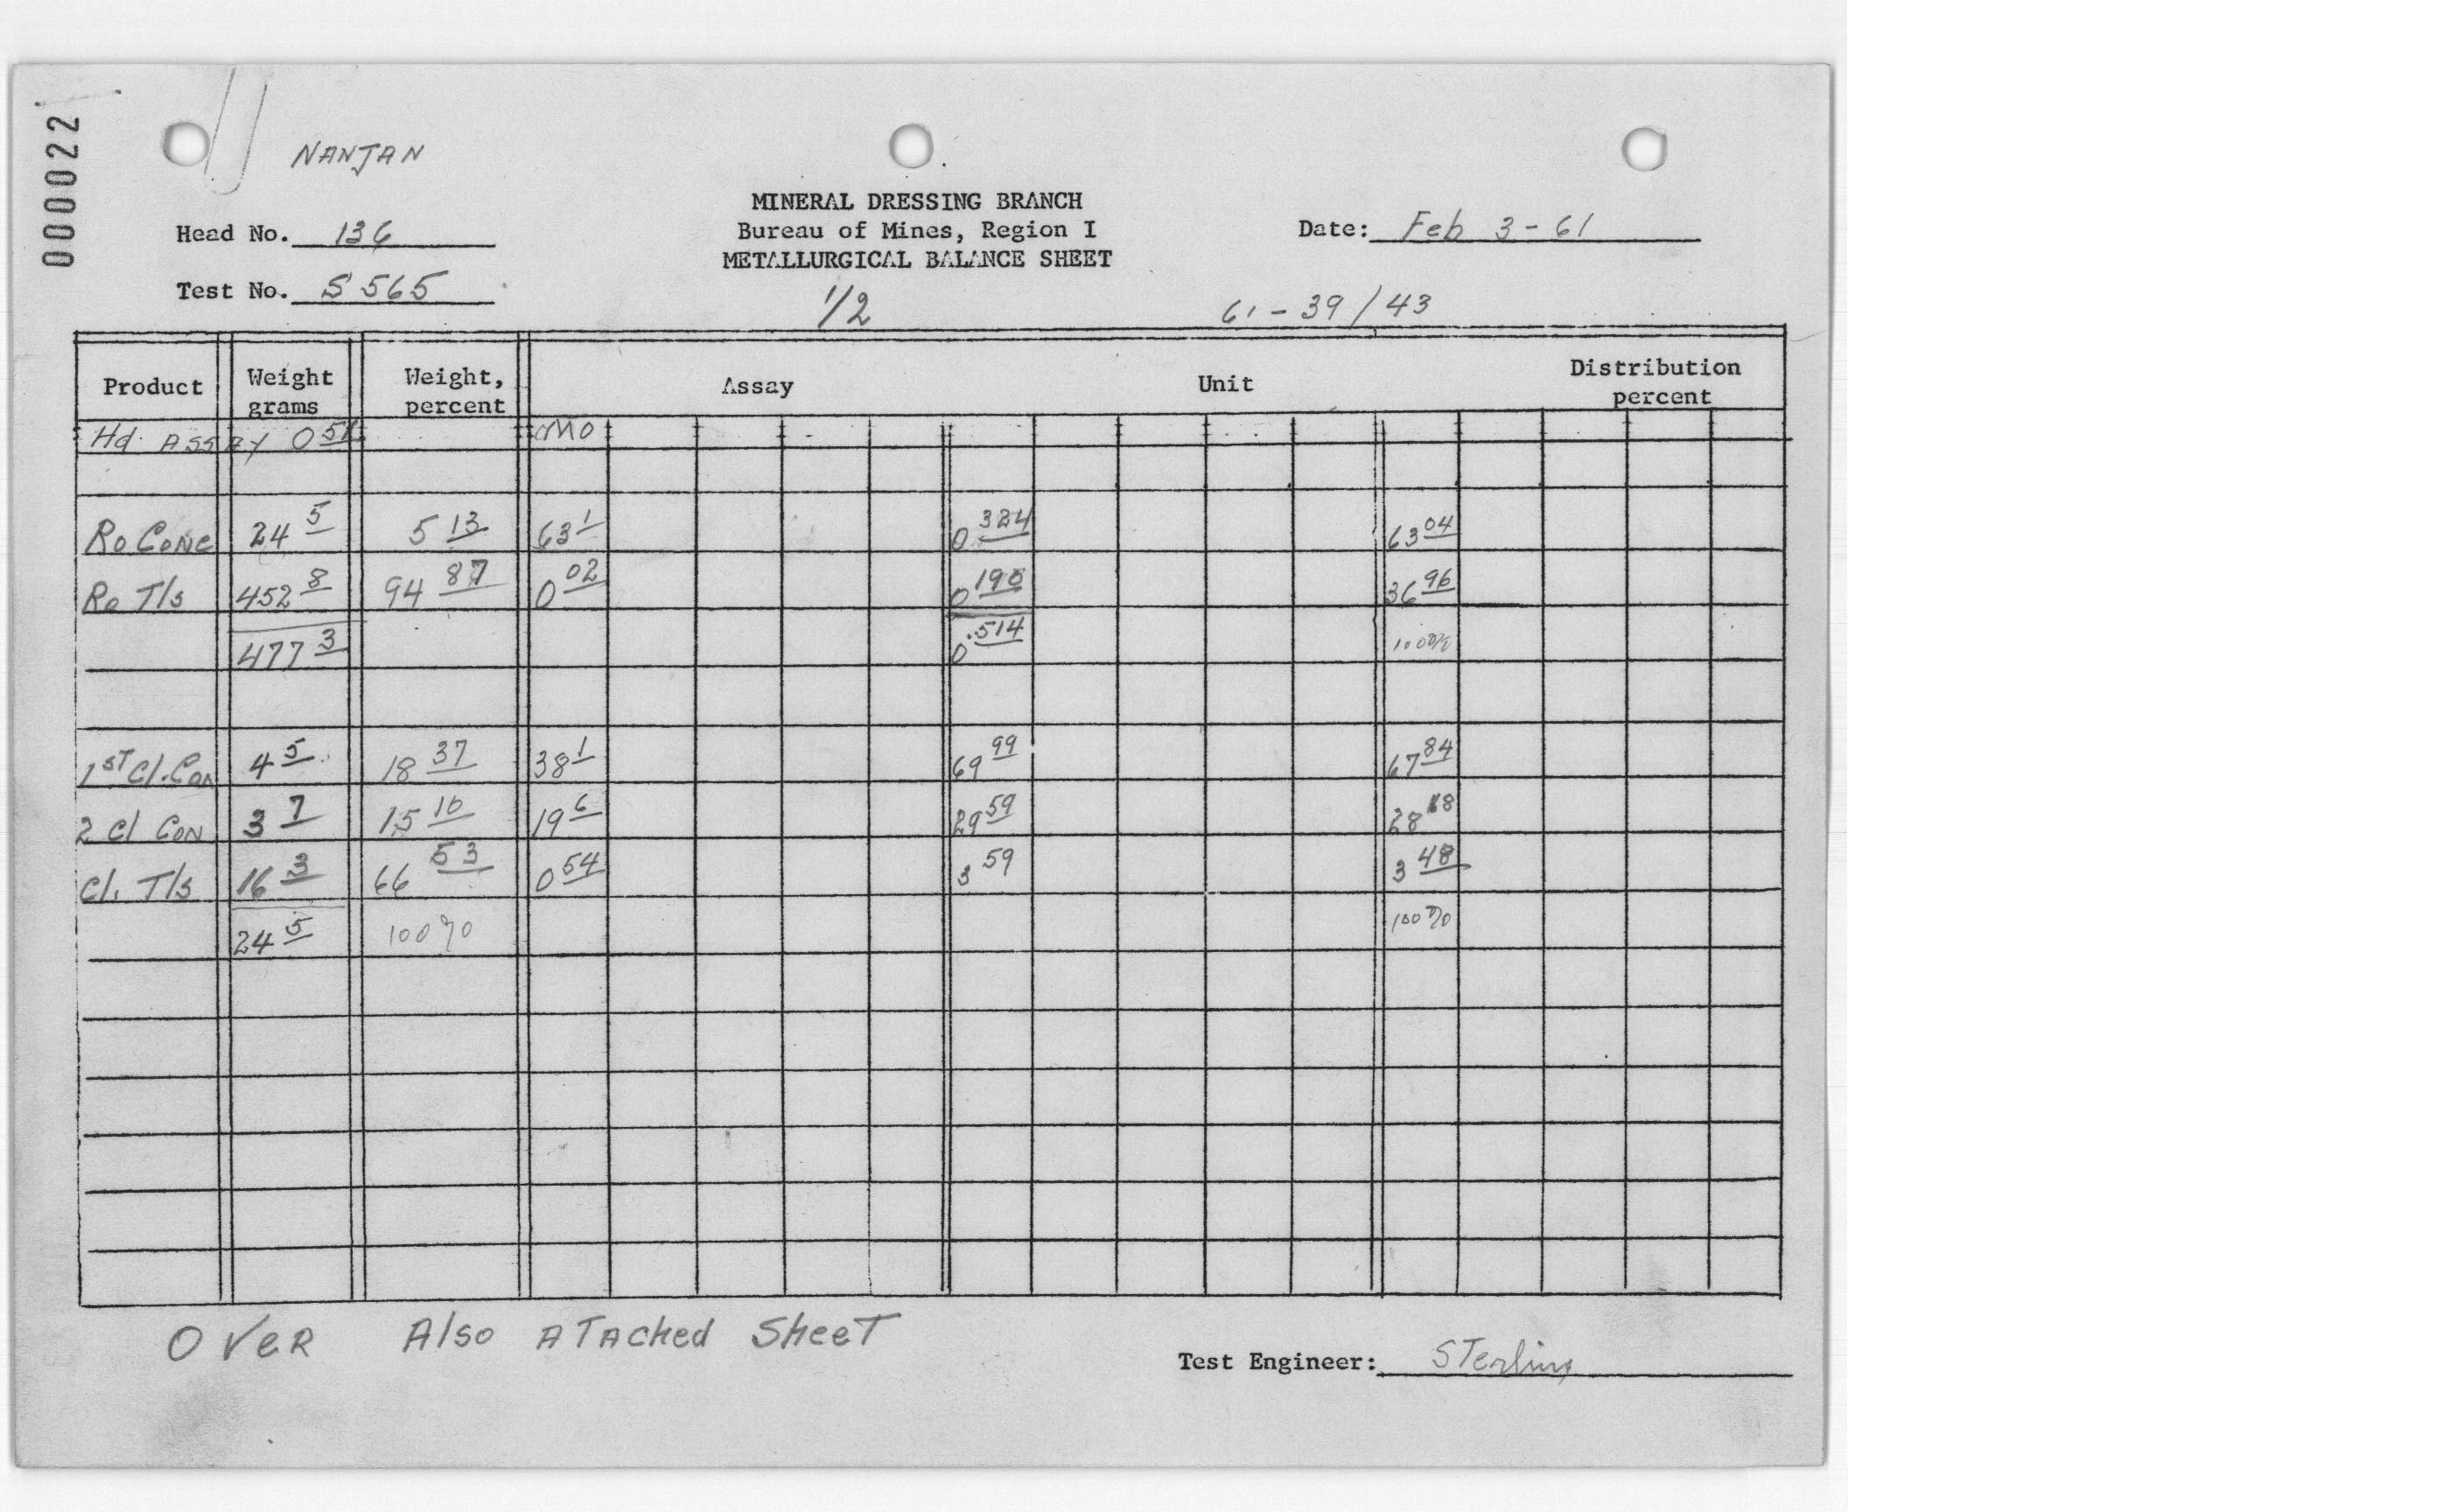 000022
NANJAN
MINERAL DRESSING BRANCH
Head No. 136 Bureau of Mines, Region I Date: Feb 3-61
METALLURGICAL BALANCE SHEET
Test No. S 565 1/2 61-39/43
Product Weight grams Weight, percent Assay Unit Distribution percent
Hd. ASSAY 0 51 Mo
Ro Conc 24 5 5 13 63 1 0 324 63 04
Ro T/s 452 8 94 87 0 02 0 190 36 96
477 3 0.514 100%
1ST Cl. Con 4 5 18 37 38 1 69 99 67 84
2 Cl Con 3 7 15 10 19 6 29 59 28 68
Cl. T/s 16 3 66 53 0 54 3 59 3 48
24 5 100% 100%
OVER Also ATAched SheeT
Test Engineer: STerling